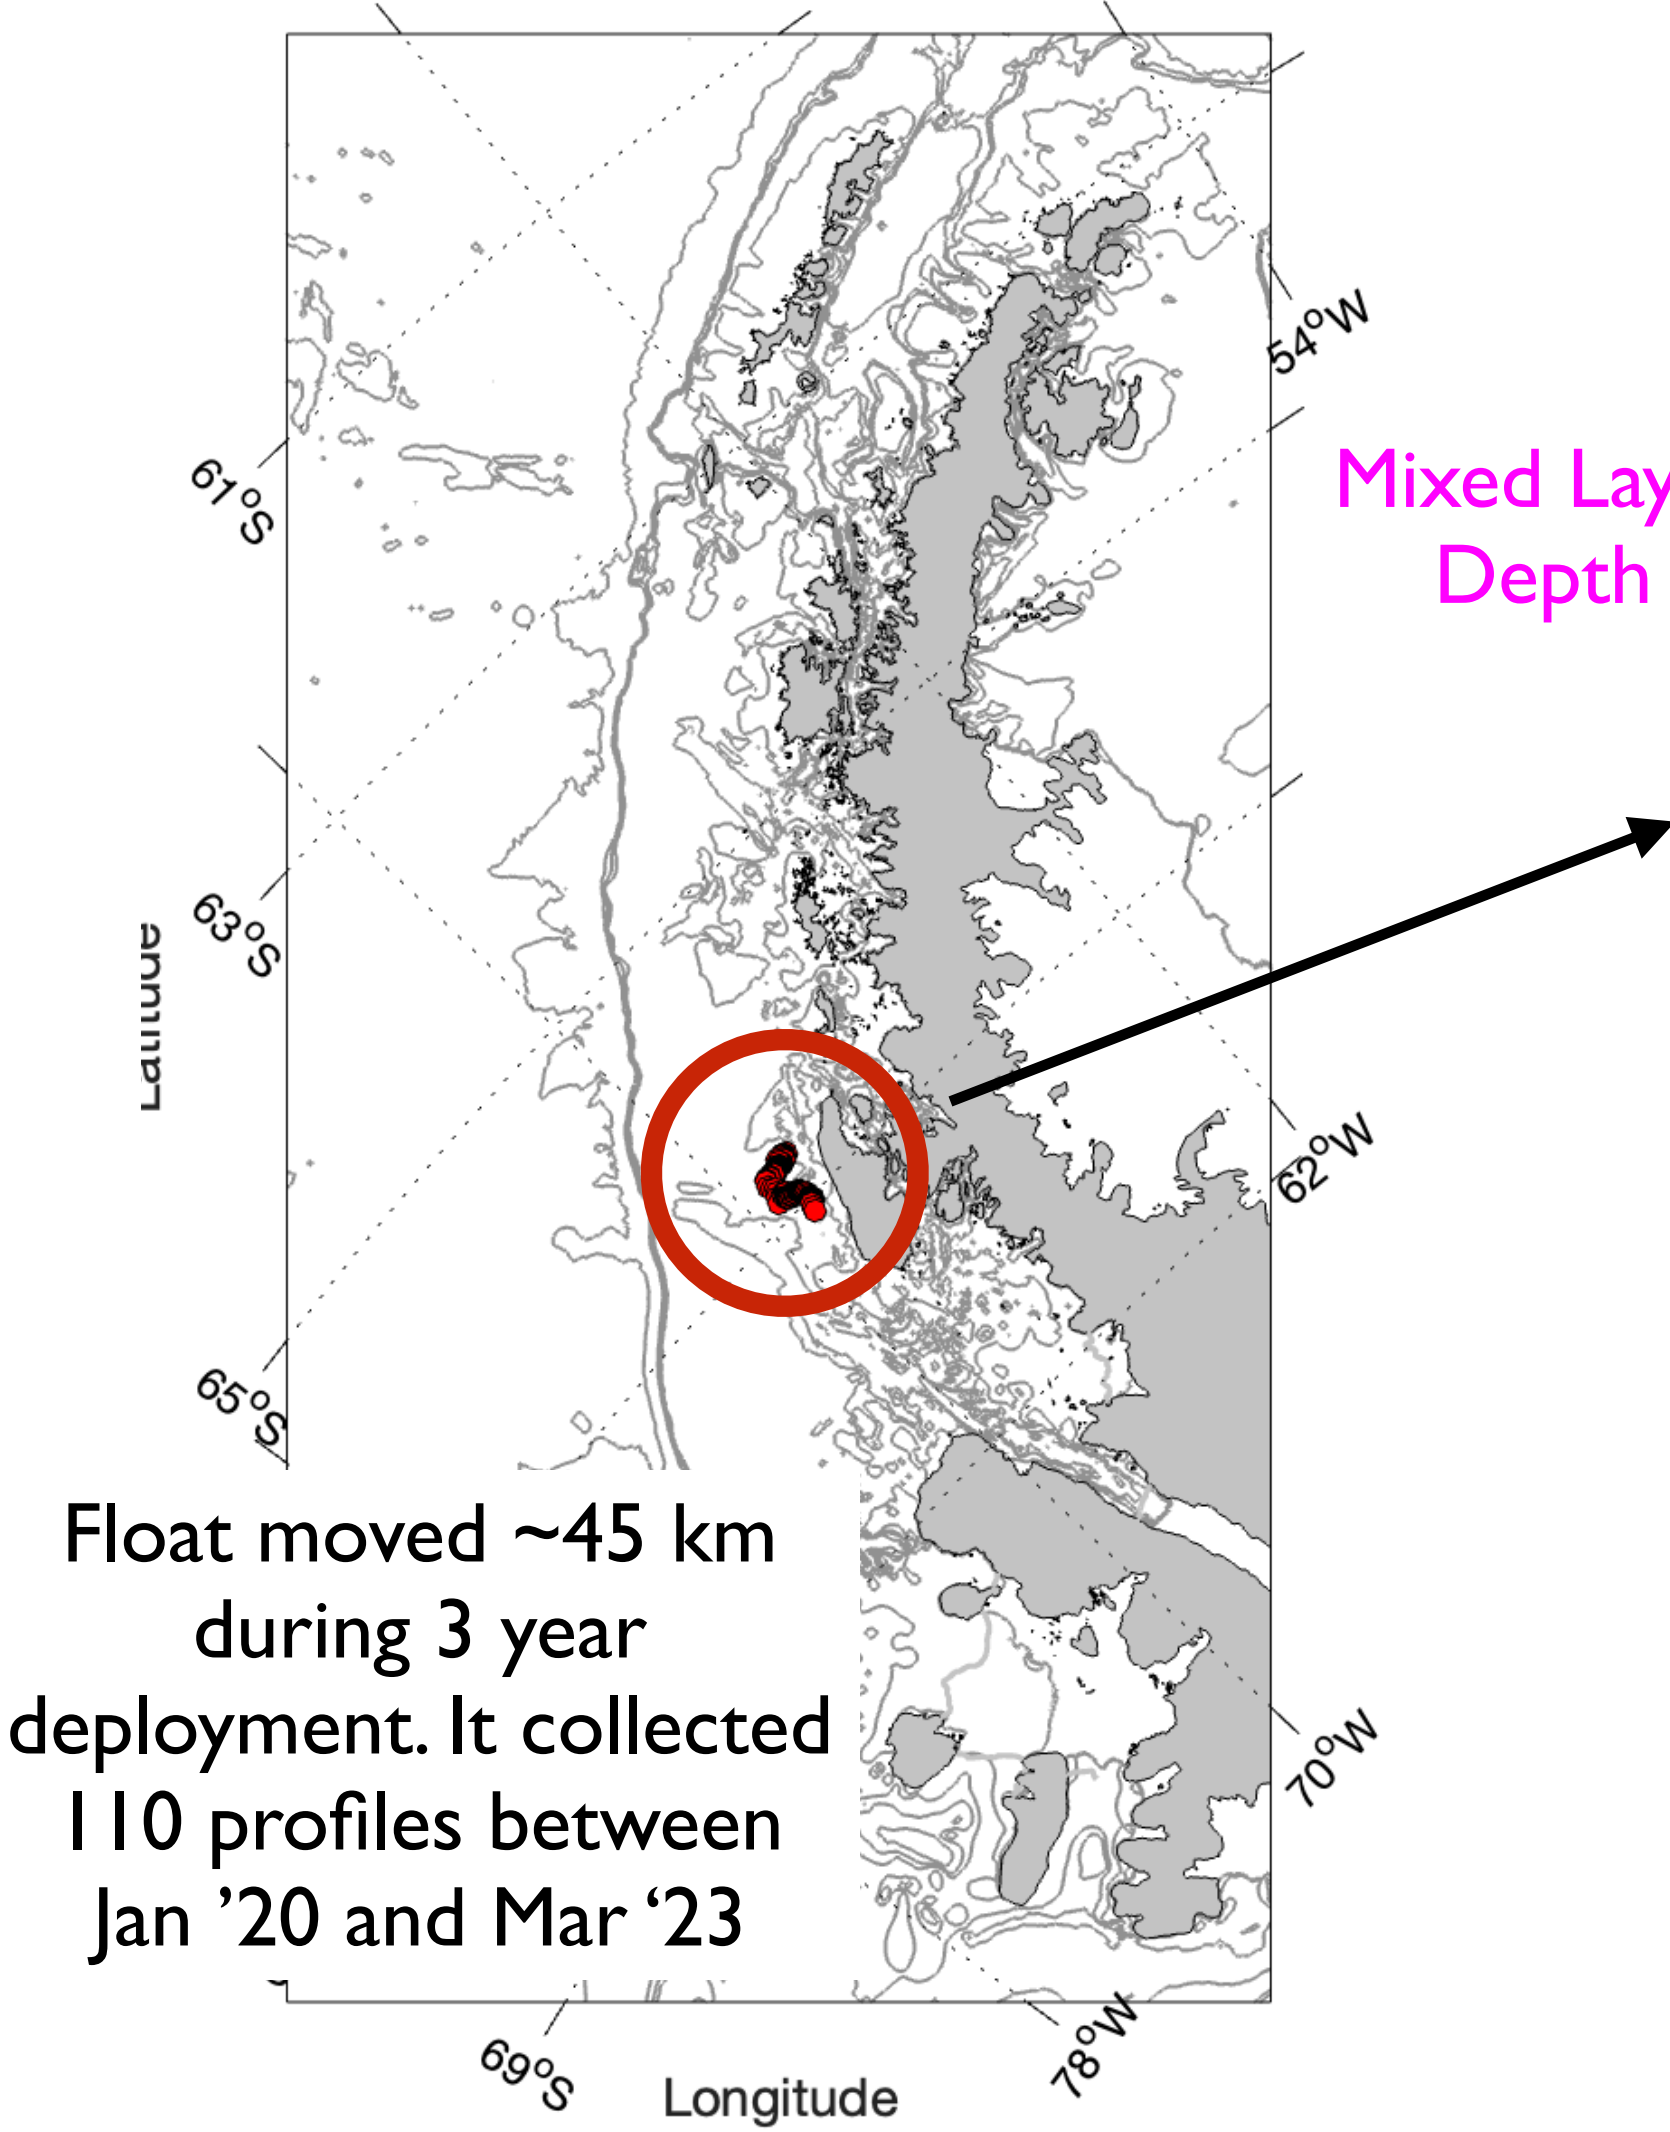 54°W
61°S
Mixed Lay
Depth
63°S
Latitude
62°W
65°S
Float moved ~45 km
during 3 year
deployment. It collected
110 profiles between
Jan ’20 and Mar ‘23
70°W
69°S
78°W
Longitude